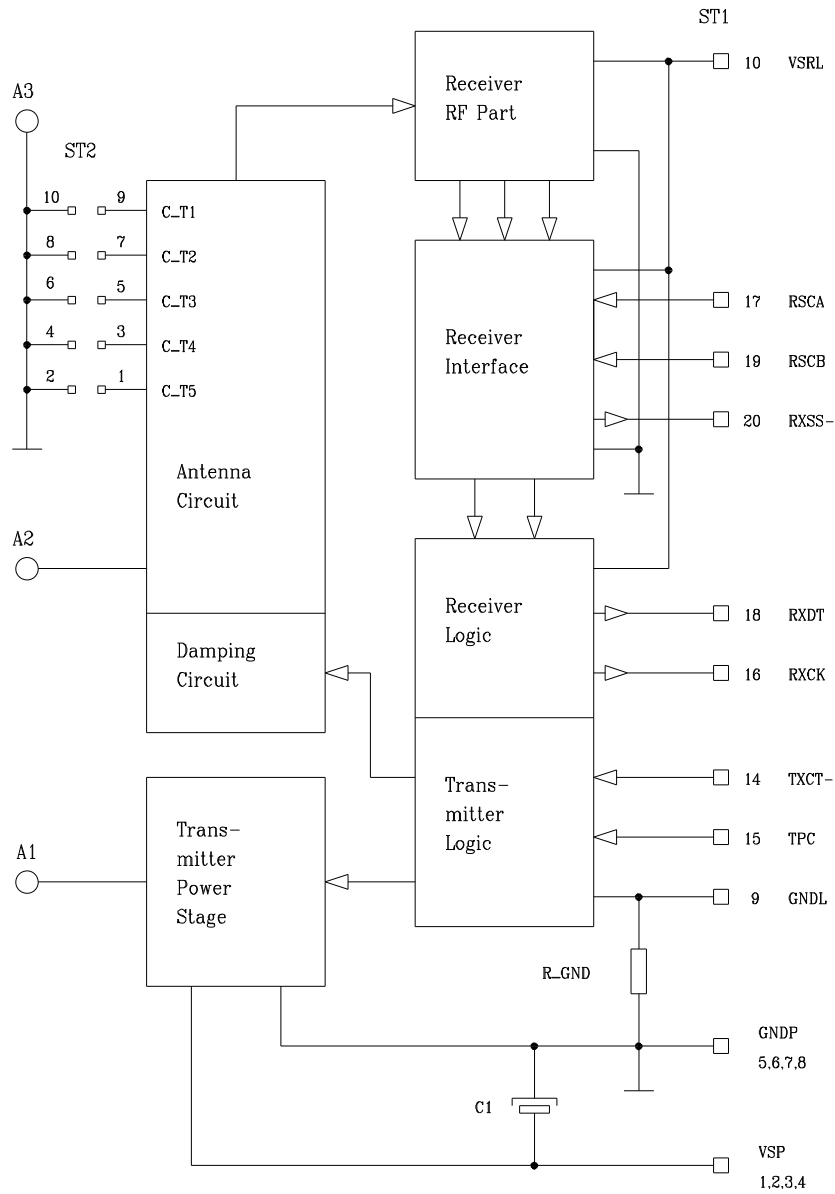 ST1
Receiver
RF Part
10 VSRL
A3
ST2
10 9 C_T1
8 7 C_T2
6 5 C_T3
4 3 C_T4
2 1 C_T5
Receiver
Interface
17 RSCA
19 RSCB
20 RXSS-
Antenna
Circuit
A2
Receiver
Logic
18 RXDT
16 RXCK
Damping
Circuit
Trans-
mitter
Logic
14 TXCT-
15 TPC
9 GNDL
A1
Trans-
mitter
Power
Stage
R_GND
GNDP
5,6,7,8
C1
VSP
1,2,3,4